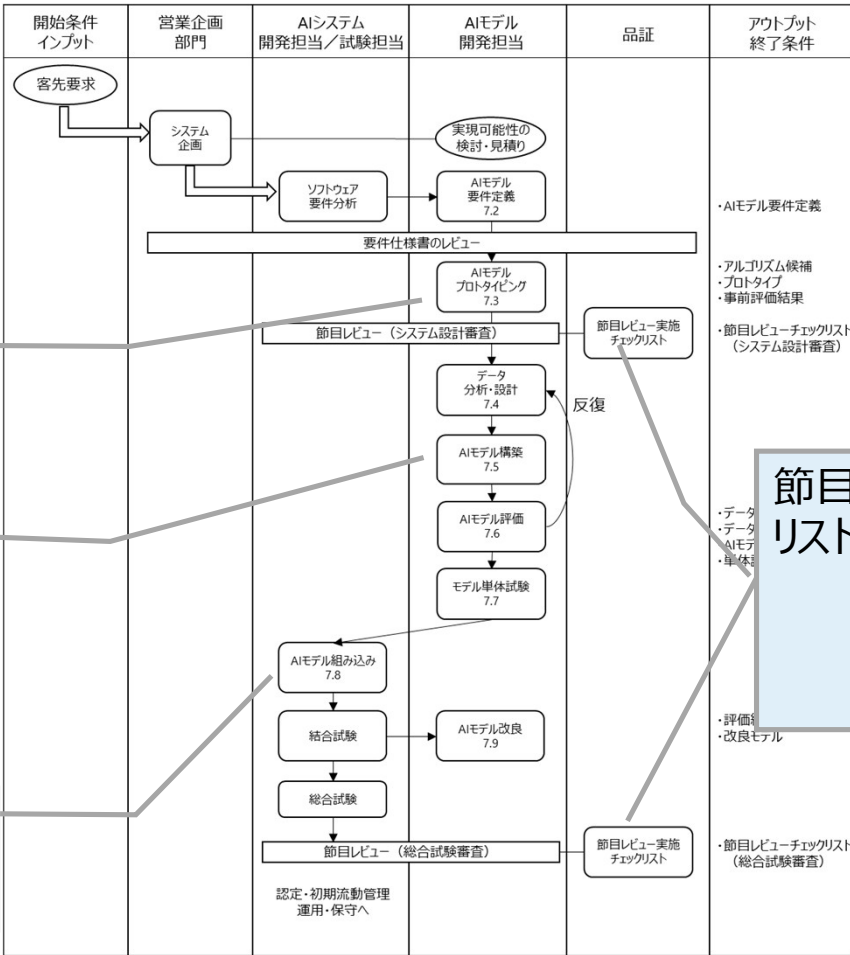 開始条件
インプット
営業企画
部門
AIシステム
開発担当／試験担当
AIモデル
開発担当
品証
アウトプット
終了条件
客先要求
システム
企画
実現可能性の
検討・見積り
ソフトウェア
要件分析
AIモデル
要件定義
7.2
・AIモデル要件定義
要件仕様書のレビュー
AIモデル
プロトタイピング
7.3
・アルゴリズム候補
・プロトタイプ
・事前評価結果
節目レビュー（システム設計審査）
節目レビュー実施
チェックリスト
・節目レビューチェックリスト
（システム設計審査）
データ
分析・設計
7.4
反復
AIモデル構築
7.5
節目
リスト
AIモデル評価
7.6
・データ
・データ
・単体
モデル単体試験
7.7
AIモデル組み込み
7.8
結合試験
AIモデル改良
7.9
・評価
・改良モデル
総合試験
節目レビュー（総合試験審査）
節目レビュー実施
チェックリスト
・節目レビューチェックリスト
（総合試験審査）
認定・初期流動管理
運用・保守へ